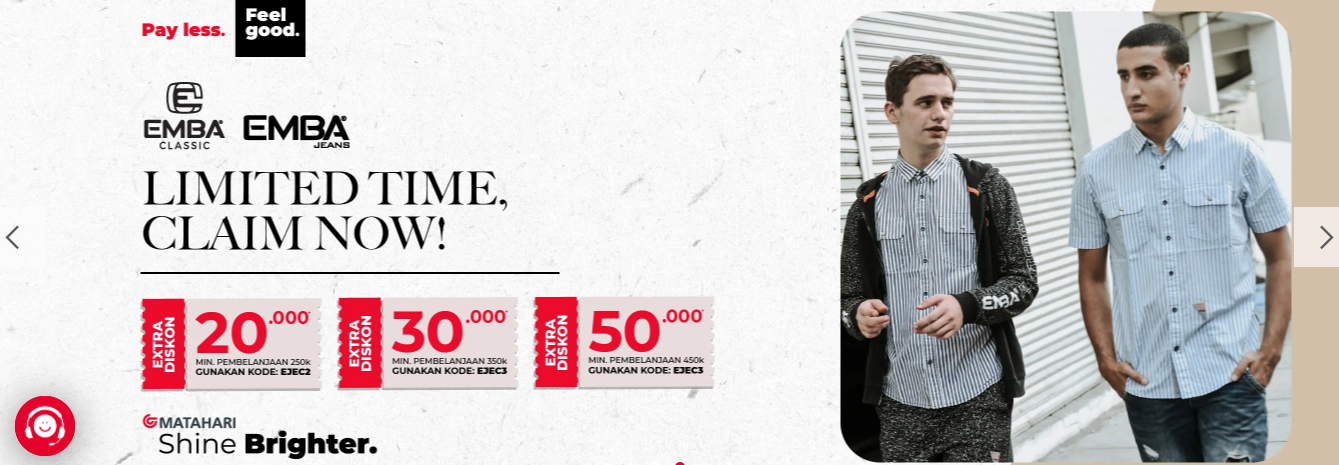 Pay less.
Feel
good.
EMBA
CLASSIC
EMBA
JEANS
LIMITED TIME,
CLAIM NOW!
EXTRA
DISKON
20.000*
MIN. PEMBELANJAAN 250k
GUNAKAN KODE: EJEC2
EXTRA
DISKON
30.000*
MIN. PEMBELANJAAN 350k
GUNAKAN KODE: EJEC3
EXTRA
DISKON
50.000*
MIN. PEMBELANJAAN 450k
GUNAKAN KODE: EJEC3
MATAHARI
Shine Brighter.
EMBA